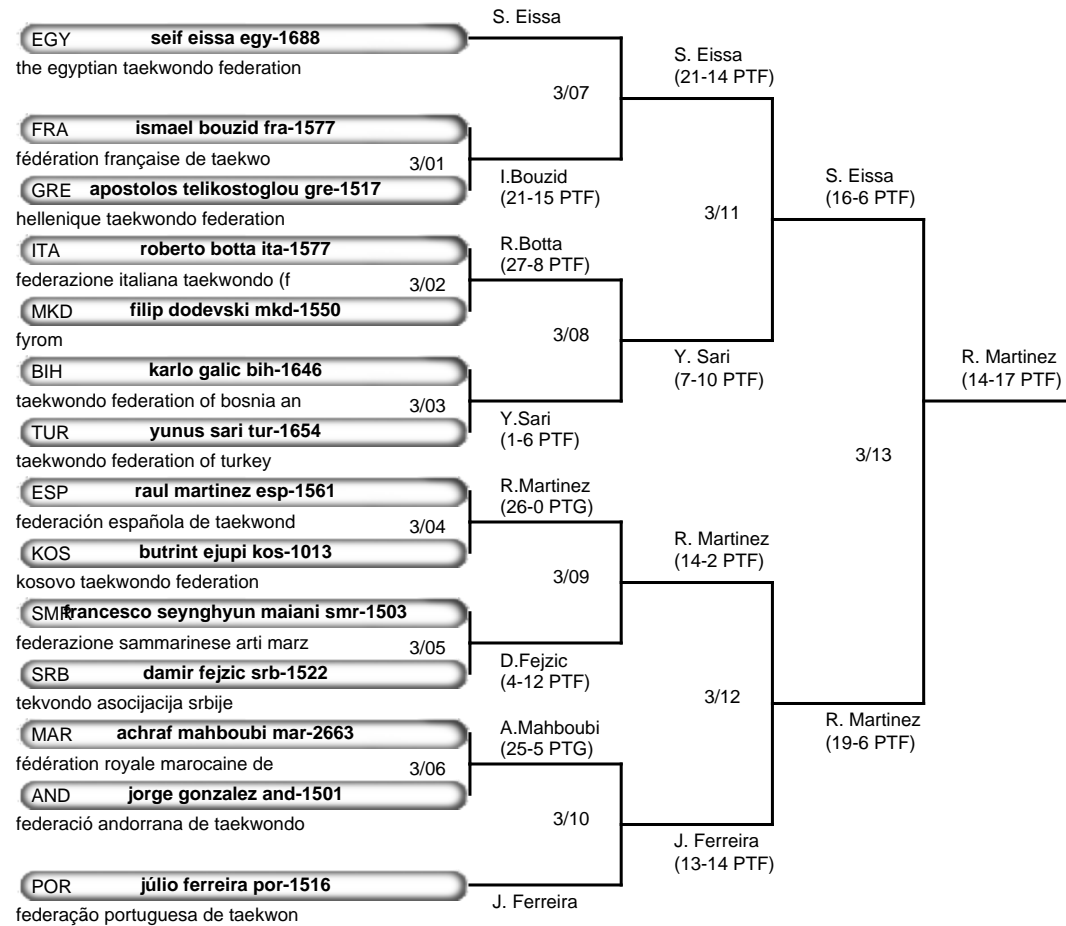 S. Eissa
EGY seif eissa egy-1688
the egyptian taekwondo federation
S. Eissa
(21-14 PTF)
3/07
FRA ismael bouzid fra-1577
fédération française de taekwo
3/01
I.Bouzid
(21-15 PTF)
GRE apostolos telikostoglou gre-1517
hellenique taekwondo federation
S. Eissa
(16-6 PTF)
3/11
ITA roberto botta ita-1577
federazione italiana taekwondo (f
3/02
R.Botta
(27-8 PTF)
MKD filip dodevski mkd-1550
fyrom
3/08
Y. Sari
(7-10 PTF)
BIH karlo galic bih-1646
taekwondo federation of bosnia an
3/03
Y.Sari
(1-6 PTF)
TUR yunus sari tur-1654
taekwondo federation of turkey
R. Martinez
(14-17 PTF)
3/13
ESP raul martinez esp-1561
federación española de taekwond
3/04
R.Martinez
(26-0 PTG)
KOS butrint ejupi kos-1013
kosovo taekwondo federation
3/09
R. Martinez
(14-2 PTF)
SMR francesco seynghyun maiani smr-1503
federazione sammarinese arti marz
3/05
D.Fejzic
(4-12 PTF)
SRB damir fejzic srb-1522
tekvondo asocijacija srbije
3/12
R. Martinez
(19-6 PTF)
MAR achraf mahboubi mar-2663
fédération royale marocaine de
3/06
A.Mahboubi
(25-5 PTG)
AND jorge gonzalez and-1501
federació andorrana de taekwondo
3/10
J. Ferreira
(13-14 PTF)
POR júlio ferreira por-1516
federação portuguesa de taekwon
J. Ferreira